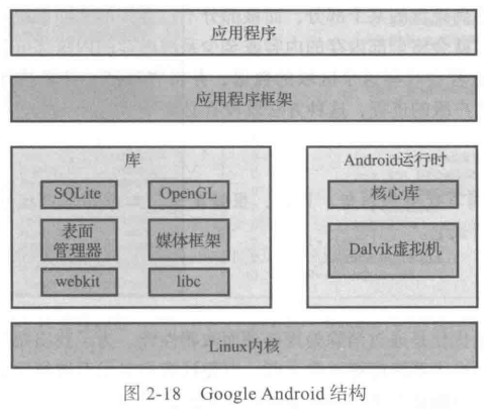 应用程序
应用程序框架
库
SQLite
OpenGL
表面
管理器
媒体框架
webkit
libc
Android运行时
核心库
Dalvik虚拟机
Linux内核
图 2-18 Google Android 结构